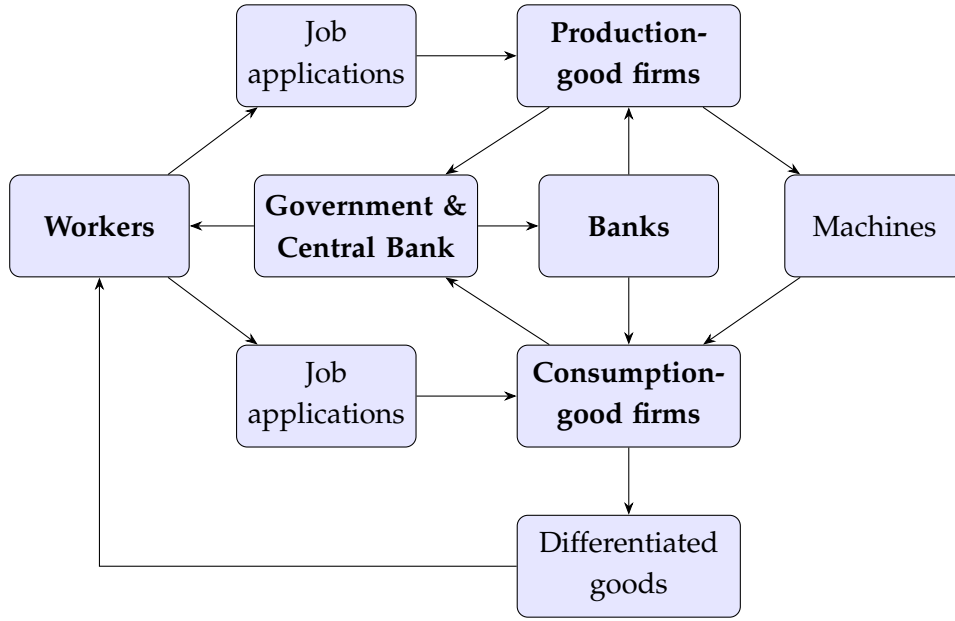 Job
applications
Production-
good firms
Workers
Government &
Central Bank
Banks
Machines
Job
applications
Consumption-
good firms
Differentiated
goods